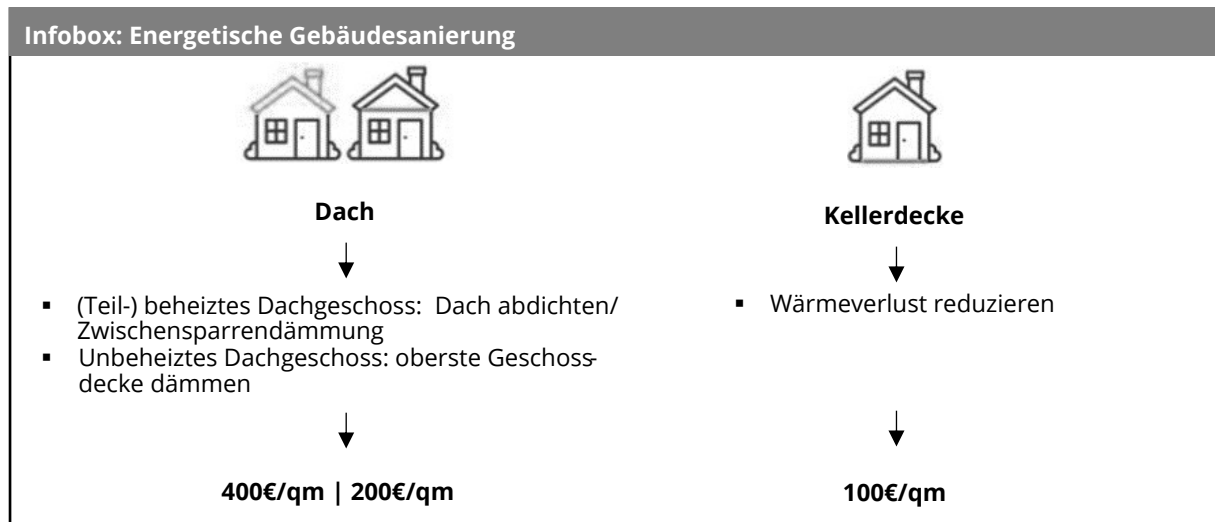 Infobox: Energetische Gebäudesanierung
Dach
▪ (Teil-) beheiztes Dachgeschoss: Dach abdichten/
Zwischensparrendämmung
▪ Unbeheiztes Dachgeschoss: oberste Geschoss-
decke dämmen
400€/qm | 200€/qm
Kellerdecke
▪ Wärmeverlust reduzieren
100€/qm